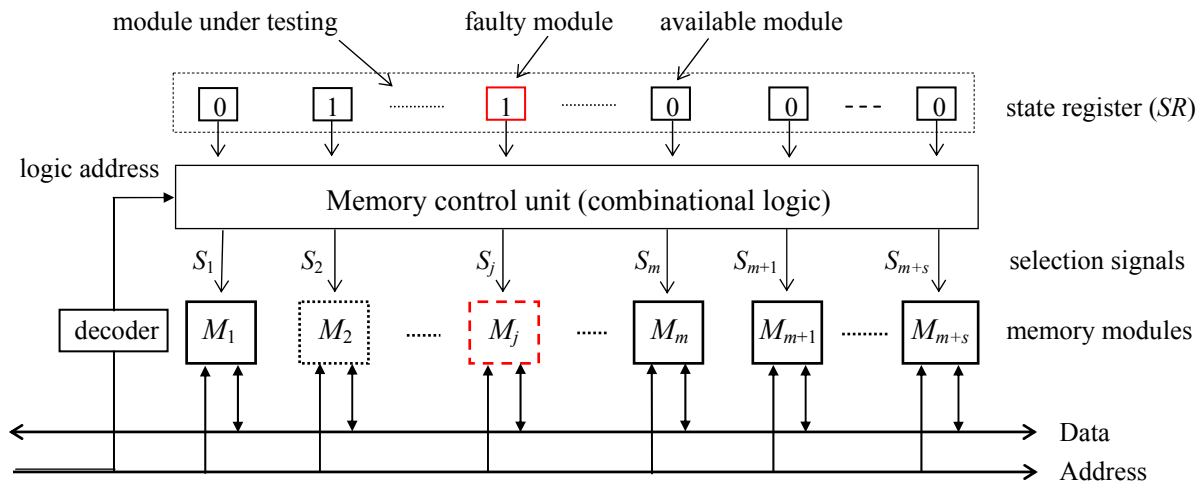 module under testing faulty module available module
0 1 1 0 0 0 state register (SR)
logic address
Memory control unit (combinational logic)
S1 S2 Sj Sm Sm+1 Sm+s selection signals
decoder M1 M2 Mj Mm Mm+1 Mm+s memory modules
Data
Address